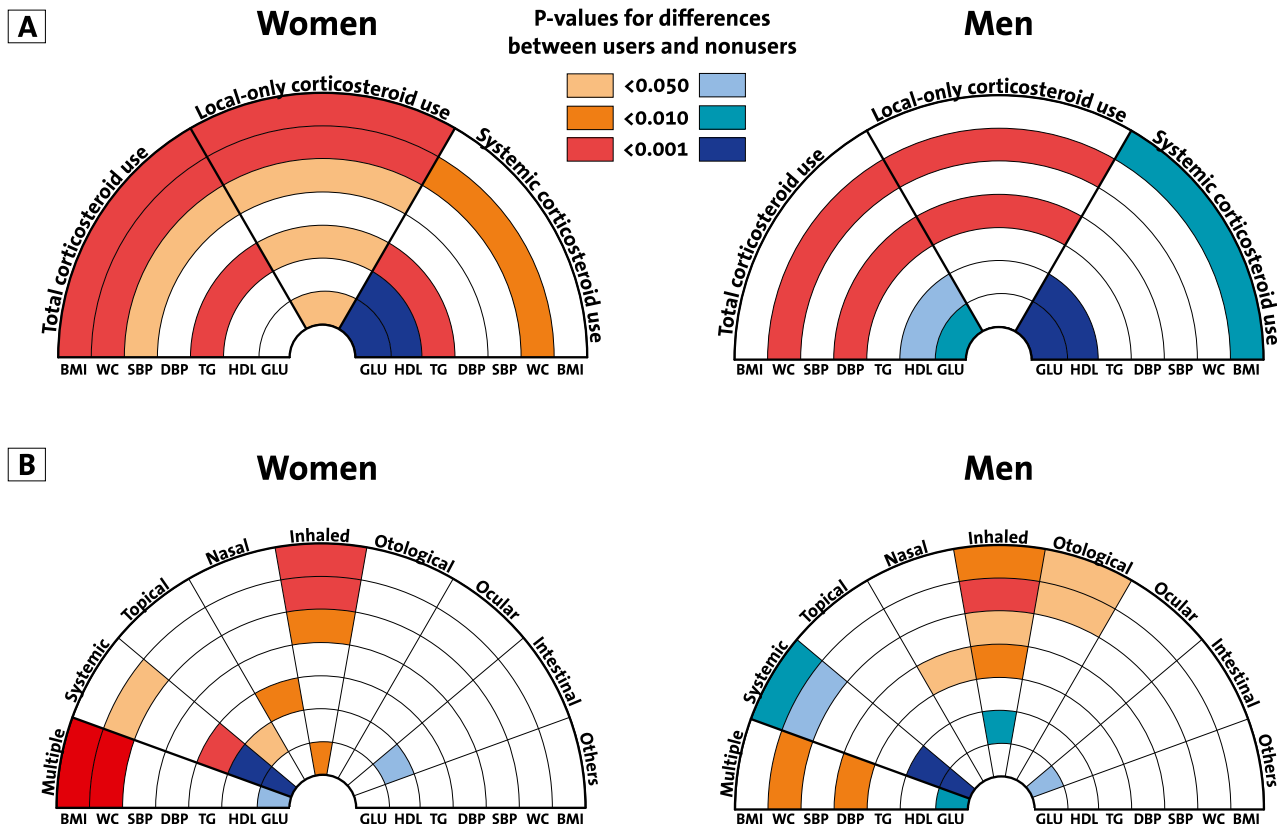 A
Women
P-values for differences
between users and nonusers
<0.050
<0.010
<0.001
Men
Total corticosteroid use
Local-only corticosteroid use
Systemic corticosteroid use
BMI WC SBP DBP TG HDL GLU
GLU HDL TG DBP SBP WC BMI
Total corticosteroid use
Local-only corticosteroid use
Systemic corticosteroid use
BMI WC DBP SBP TG HDL GLU
GLU HDL TG DBP SBP WC BMI
B
Women
Men
Multiple
Systemic
Topical
Nasal
Inhaled
Otological
Ocular
Intestinal
Others
BMI WC SBP DBP TG HDL GLU
GLU HDL TG DBP SBP WC BMI
Multiple
Systemic
Topical
Nasal
Inhaled
Otological
Ocular
Intestinal
Others
BMI WC SBP DBP TG HDL GLU
GLU HDL TG DBP SBP WC BMI